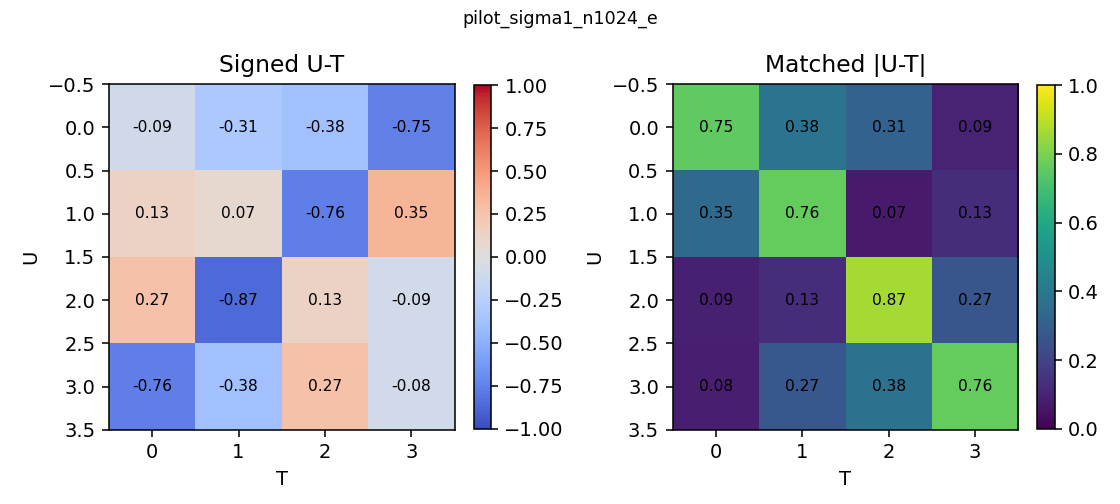 pilot_sigma1_n1024_e
Signed U-T
−0.5
0.0
0.5
1.0
1.5
2.0
2.5
3.0
3.5
U
-0.09 -0.31 -0.38 -0.75
0.13 0.07 -0.76 0.35
0.27 -0.87 0.13 -0.09
-0.76 -0.38 0.27 -0.08
0 1 2 3
T
1.00
0.75
0.50
0.25
0.00
−0.25
−0.50
−0.75
−1.00
Matched |U-T|
−0.5
0.0
0.5
1.0
1.5
2.0
2.5
3.0
3.5
U
0.75 0.38 0.31 0.09
0.35 0.76 0.07 0.13
0.09 0.13 0.87 0.27
0.08 0.27 0.38 0.76
0 1 2 3
T
1.0
0.8
0.6
0.4
0.2
0.0